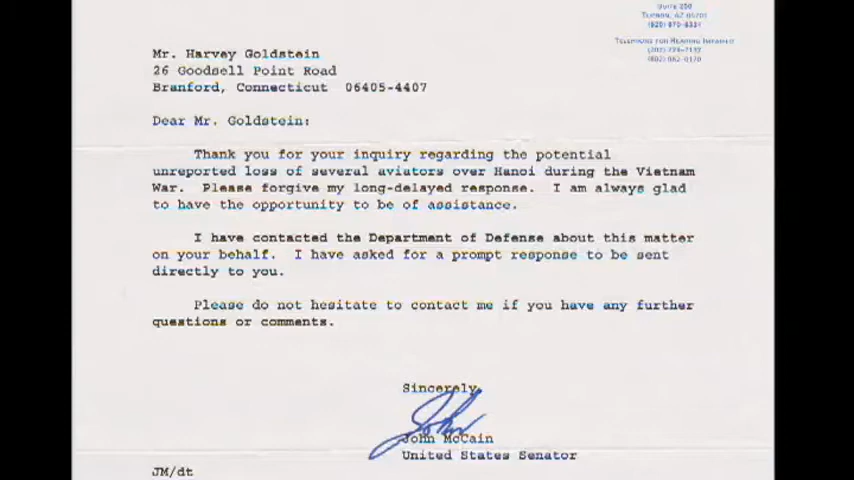 Mr. Harvey Goldstein
26 Goodsell Point Road
Branford, Connecticut 06405-4407
Dear Mr. Goldstein:
Thank you for your inquiry regarding the potential
unreported loss of several aviators over Hanoi during the Vietnam
War. Please forgive my long-delayed response. I am always glad
to have the opportunity to be of assistance.
I have contacted the Department of Defense about this matter
on your behalf. I have asked for a prompt response to be sent
directly to you.
Please do not hesitate to contact me if you have any further
questions or comments.
Sincerely,
John
John McCain
United States Senator
JM/dt
TELEPHONE FOR HEARING IMPAIRED